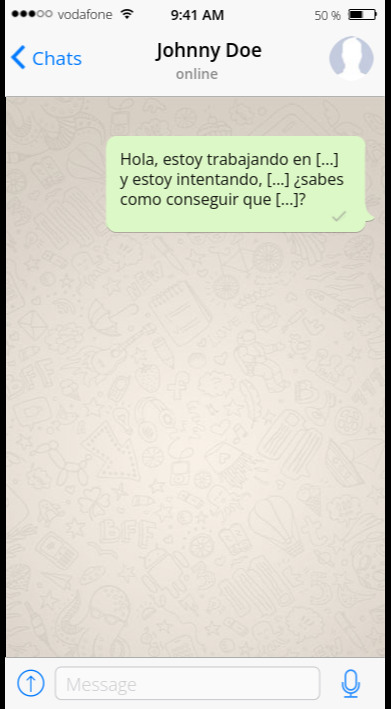 vodafone 9:41 AM 50 %
Chats Johnny Doe
online
Hola, estoy trabajando en [...]
y estoy intentando, [...] ¿sabes
como conseguir que [...]?
Message